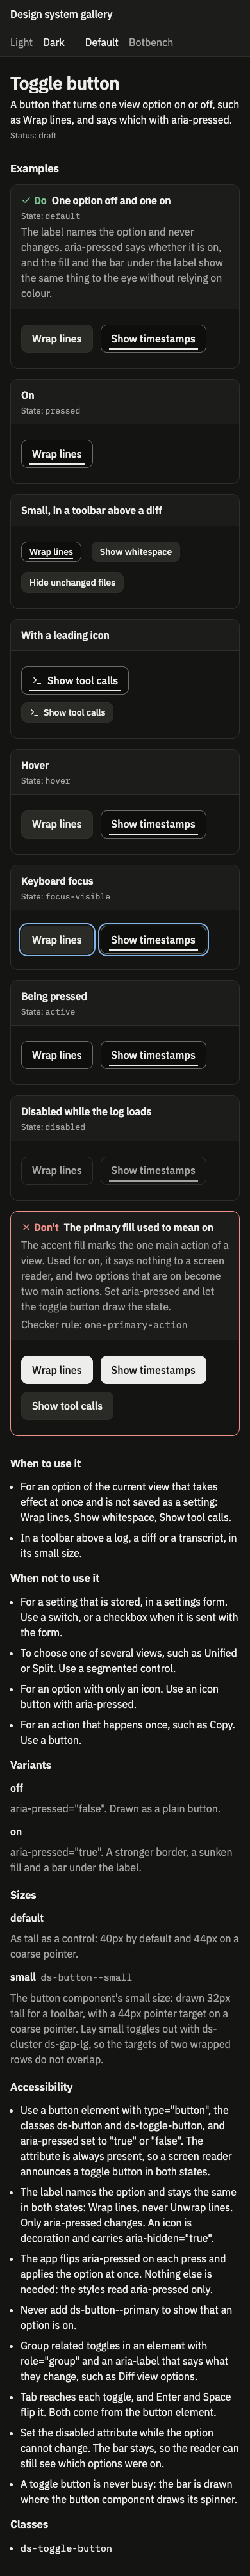 Design system gallery
Light Dark Default Botbench
Toggle button
A button that turns one view option on or off, such
as Wrap lines, and says which with aria-pressed.
Status: draft
Examples
Do One option off and one on
State: default
The label names the option and never
changes. aria-pressed says whether it is on,
and the fill and the bar under the label show
the same thing to the eye without relying on
colour.
Wrap lines Show timestamps
On
State: pressed
Wrap lines
Small, in a toolbar above a diff
Wrap lines Show whitespace
Hide unchanged files
With a leading icon
Show tool calls
Show tool calls
Hover
State: hover
Wrap lines Show timestamps
Keyboard focus
State: focus-visible
Wrap lines Show timestamps
Being pressed
State: active
Wrap lines Show timestamps
Disabled while the log loads
State: disabled
Wrap lines Show timestamps
Don't The primary fill used to mean on
The accent fill marks the one main action of a
view. Used for on, it says nothing to a screen
reader, and two options that are on become
two main actions. Set aria-pressed and let
the toggle button draw the state.
Checker rule: one-primary-action
Wrap lines Show timestamps
Show tool calls
When to use it
• For an option of the current view that takes
effect at once and is not saved as a setting:
Wrap lines, Show whitespace, Show tool calls.
• In a toolbar above a log, a diff or a transcript, in
its small size.
When not to use it
• For a setting that is stored, in a settings form.
Use a switch, or a checkbox when it is sent with
the form.
• To choose one of several views, such as Unified
or Split. Use a segmented control.
• For an option with only an icon. Use an icon
button with aria-pressed.
• For an action that happens once, such as Copy.
Use a button.
Variants
off
aria-pressed="false". Drawn as a plain button.
on
aria-pressed="true". A stronger border, a sunken
fill and a bar under the label.
Sizes
default
As tall as a control: 40px by default and 44px on a
coarse pointer.
small ds-button--small
The button component's small size: drawn 32px
tall for a toolbar, with a 44px pointer target on a
coarse pointer. Lay small toggles out with ds-
cluster ds-gap-lg, so the targets of two wrapped
rows do not overlap.
Accessibility
• Use a button element with type="button", the
classes ds-button and ds-toggle-button, and
aria-pressed set to "true" or "false". The
attribute is always present, so a screen reader
announces a toggle button in both states.
• The label names the option and stays the same
in both states: Wrap lines, never Unwrap lines.
Only aria-pressed changes. An icon is
decoration and carries aria-hidden="true".
• The app flips aria-pressed on each press and
applies the option at once. Nothing else is
needed: the styles read aria-pressed only.
• Never add ds-button--primary to show that an
option is on.
• Group related toggles in an element with
role="group" and an aria-label that says what
they change, such as Diff view options.
• Tab reaches each toggle, and Enter and Space
flip it. Both come from the button element.
• Set the disabled attribute while the option
cannot change. The bar stays, so the reader can
still see which options were on.
• A toggle button is never busy: the bar is drawn
where the button component draws its spinner.
Classes
• ds-toggle-button